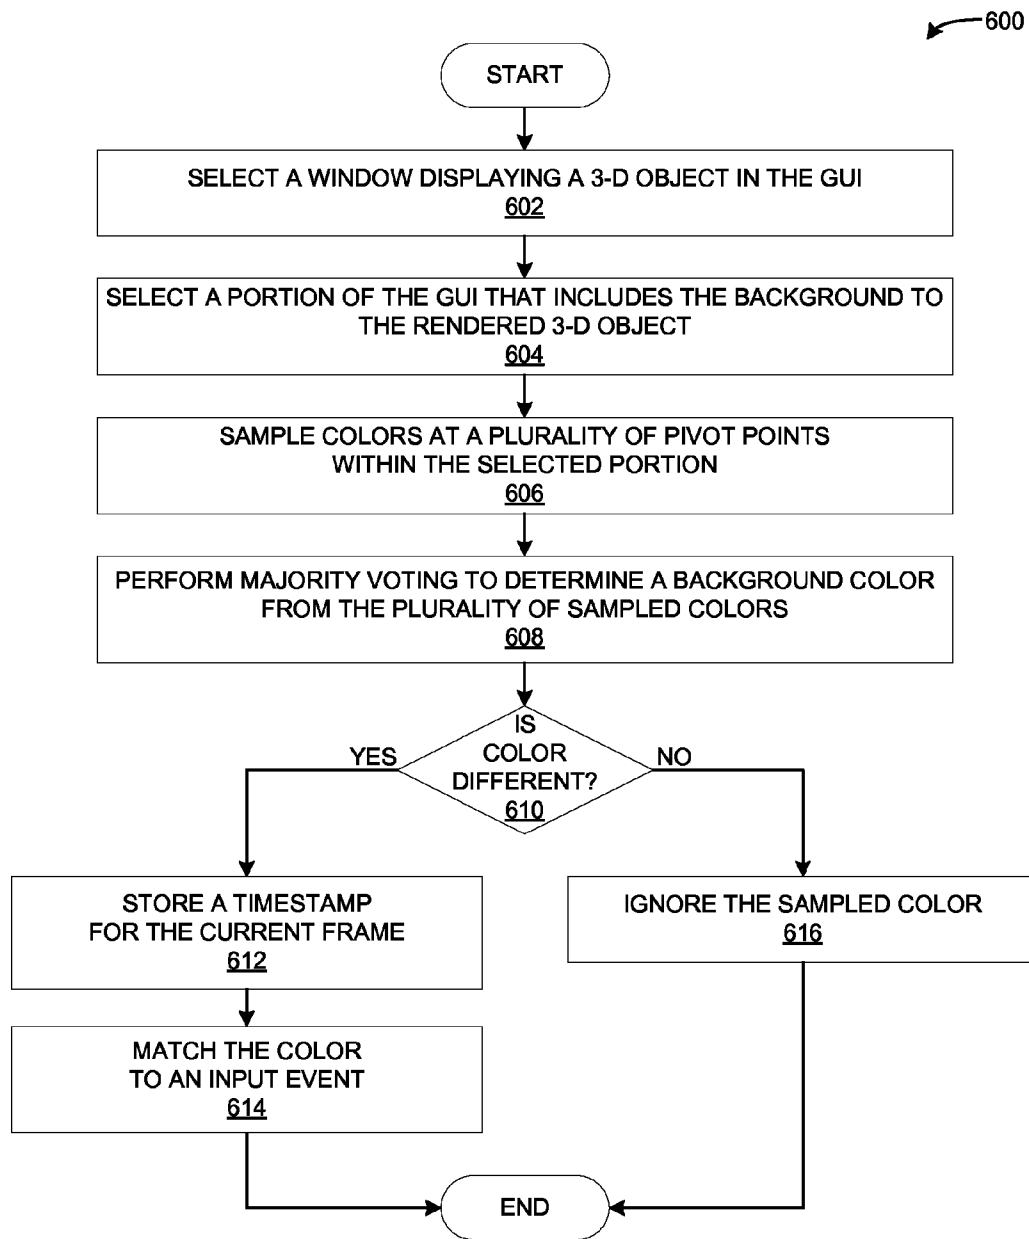 600
START
SELECT A WINDOW DISPLAYING A 3-D OBJECT IN THE GUI
602
SELECT A PORTION OF THE GUI THAT INCLUDES THE BACKGROUND TO
THE RENDERED 3-D OBJECT
604
SAMPLE COLORS AT A PLURALITY OF PIVOT POINTS
WITHIN THE SELECTED PORTION
606
PERFORM MAJORITY VOTING TO DETERMINE A BACKGROUND COLOR
FROM THE PLURALITY OF SAMPLED COLORS
608
IS
COLOR
DIFFERENT?
610
YES
NO
STORE A TIMESTAMP
FOR THE CURRENT FRAME
612
MATCH THE COLOR
TO AN INPUT EVENT
614
IGNORE THE SAMPLED COLOR
616
END